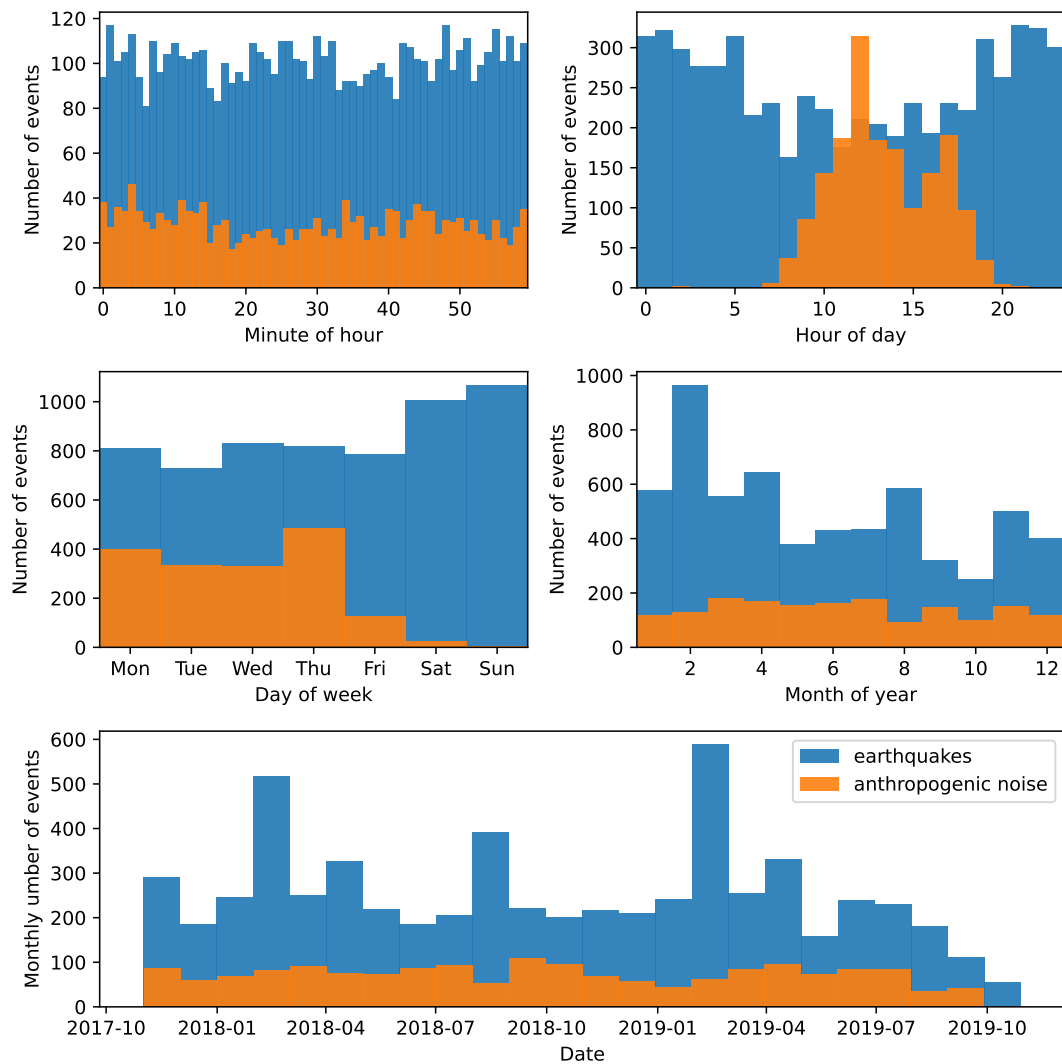 120
100
80
60
40
20
0
Number of events
0 10 20 30 40 50
Minute of hour
300
250
200
150
100
50
0
Number of events
0 5 10 15 20
Hour of day
1000
800
600
400
200
0
Number of events
Mon Tue Wed Thu Fri Sat Sun
Day of week
1000
800
600
400
200
0
Number of events
2 4 6 8 10 12
Month of year
600
500
400
300
200
100
0
Monthly umber of events
earthquakes
anthropogenic noise
2017-10 2018-01 2018-04 2018-07 2018-10 2019-01 2019-04 2019-07 2019-10
Date